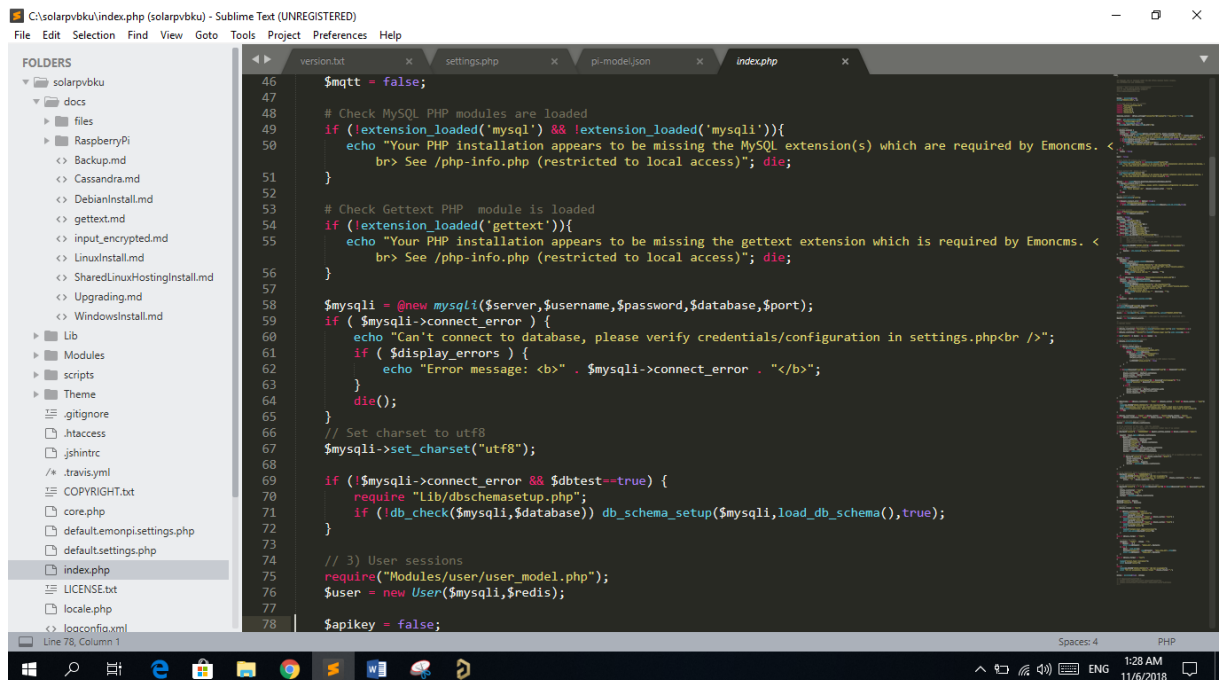 C:\solarpvbku\index.php (solarpvbku) - Sublime Text (UNREGISTERED)
File Edit Selection Find View Goto Tools Project Preferences Help
FOLDERS
solarpvbku
docs
files
RaspberryPi
Backup.md
Cassandra.md
DebianInstall.md
gettext.md
input_encrypted.md
LinuxInstall.md
SharedLinuxHostingInstall.md
Upgrading.md
WindowsInstall.md
Lib
Modules
scripts
Theme
.gitignore
.htaccess
.jshintrc
.travis.yml
COPYRIGHT.txt
core.php
default.emonpi.settings.php
default.settings.php
index.php
LICENSE.txt
locale.php
logconfig.xml
version.txt settings.php pi-model.json index.php
46 $mqtt = false;
47
48 # Check MySQL PHP modules are loaded
49 if (!extension_loaded('mysql') && !extension_loaded('mysqli')){
50 echo "Your PHP installation appears to be missing the MySQL extension(s) which are required by Emoncms. <
br> See /php-info.php (restricted to local access)"; die;
51 }
52
53 # Check Gettext PHP  module is loaded
54 if (!extension_loaded('gettext')){
55 echo "Your PHP installation appears to be missing the gettext extension which is required by Emoncms. <
br> See /php-info.php (restricted to local access)"; die;
56 }
57
58 $mysqli = @new mysqli($server,$username,$password,$database,$port);
59 if ( $mysqli->connect_error ) {
60 echo "Can't connect to database, please verify credentials/configuration in settings.php<br />";
61 if ( $display_errors ) {
62 echo "Error message: <b>" . $mysqli->connect_error . "</b>";
63 }
64 die();
65 }
66 // Set charset to utf8
67 $mysqli->set_charset("utf8");
68
69 if (!$mysqli->connect_error && $dbtest==true) {
70 require "Lib/dbschemasetup.php";
71 if (!db_check($mysqli,$database)) db_schema_setup($mysqli,load_db_schema(),true);
72 }
73
74 // 3) User sessions
75 require("Modules/user/user_model.php");
76 $user = new User($mysqli,$redis);
77
78 $apikey = false;
Line 78, Column 1 Spaces: 4 PHP
ENG 1:28 AM
11/6/2018